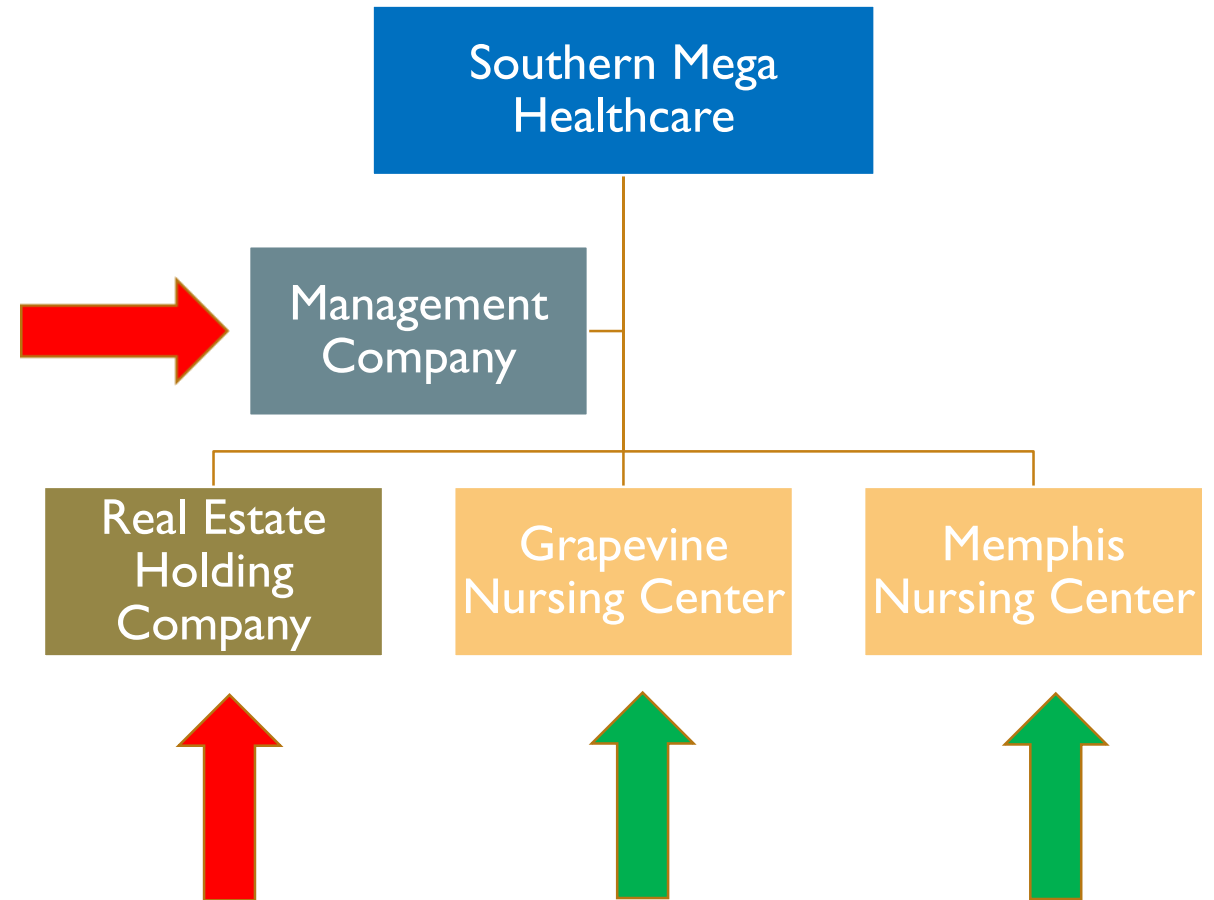 Southern Mega
Healthcare
Management
Company
Real Estate
Holding
Company
Grapevine
Nursing Center
Memphis
Nursing Center